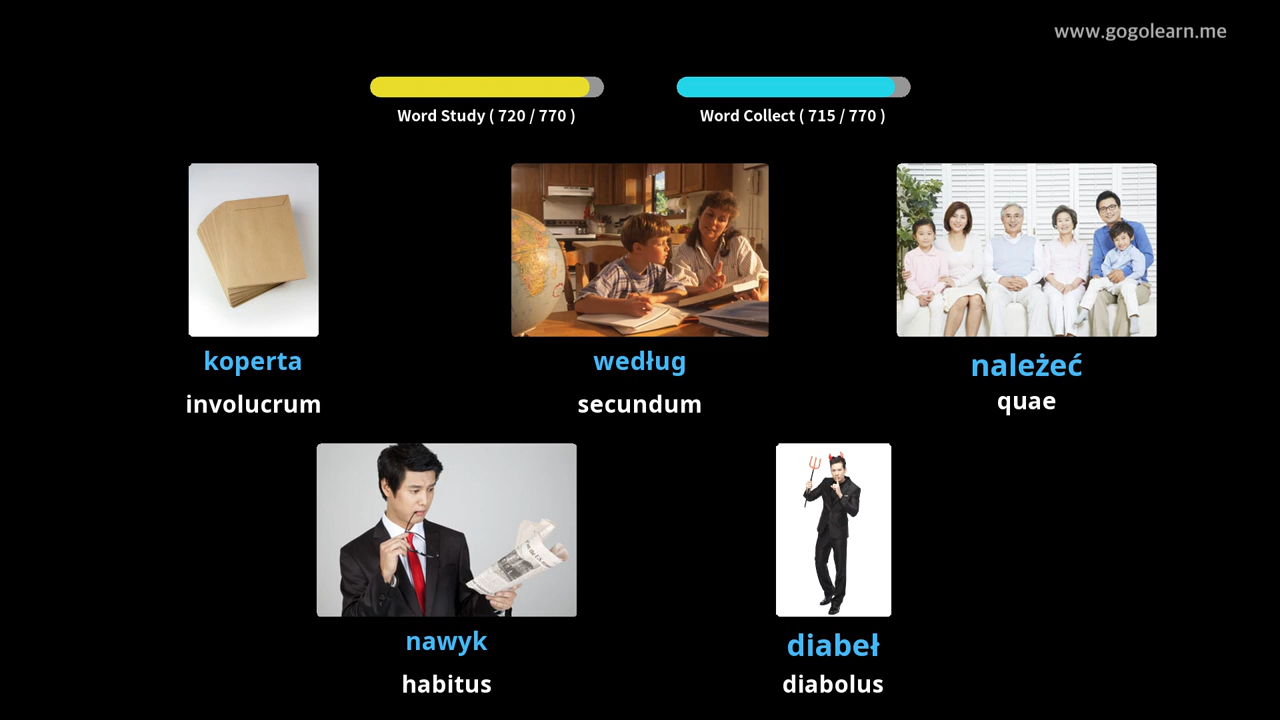 www.gogolearn.me
Word Study ( 720 / 770 )
Word Collect ( 715 / 770 )
koperta
involucrum
według
secundum
należeć
quae
nawyk
habitus
diabeł
diabolus